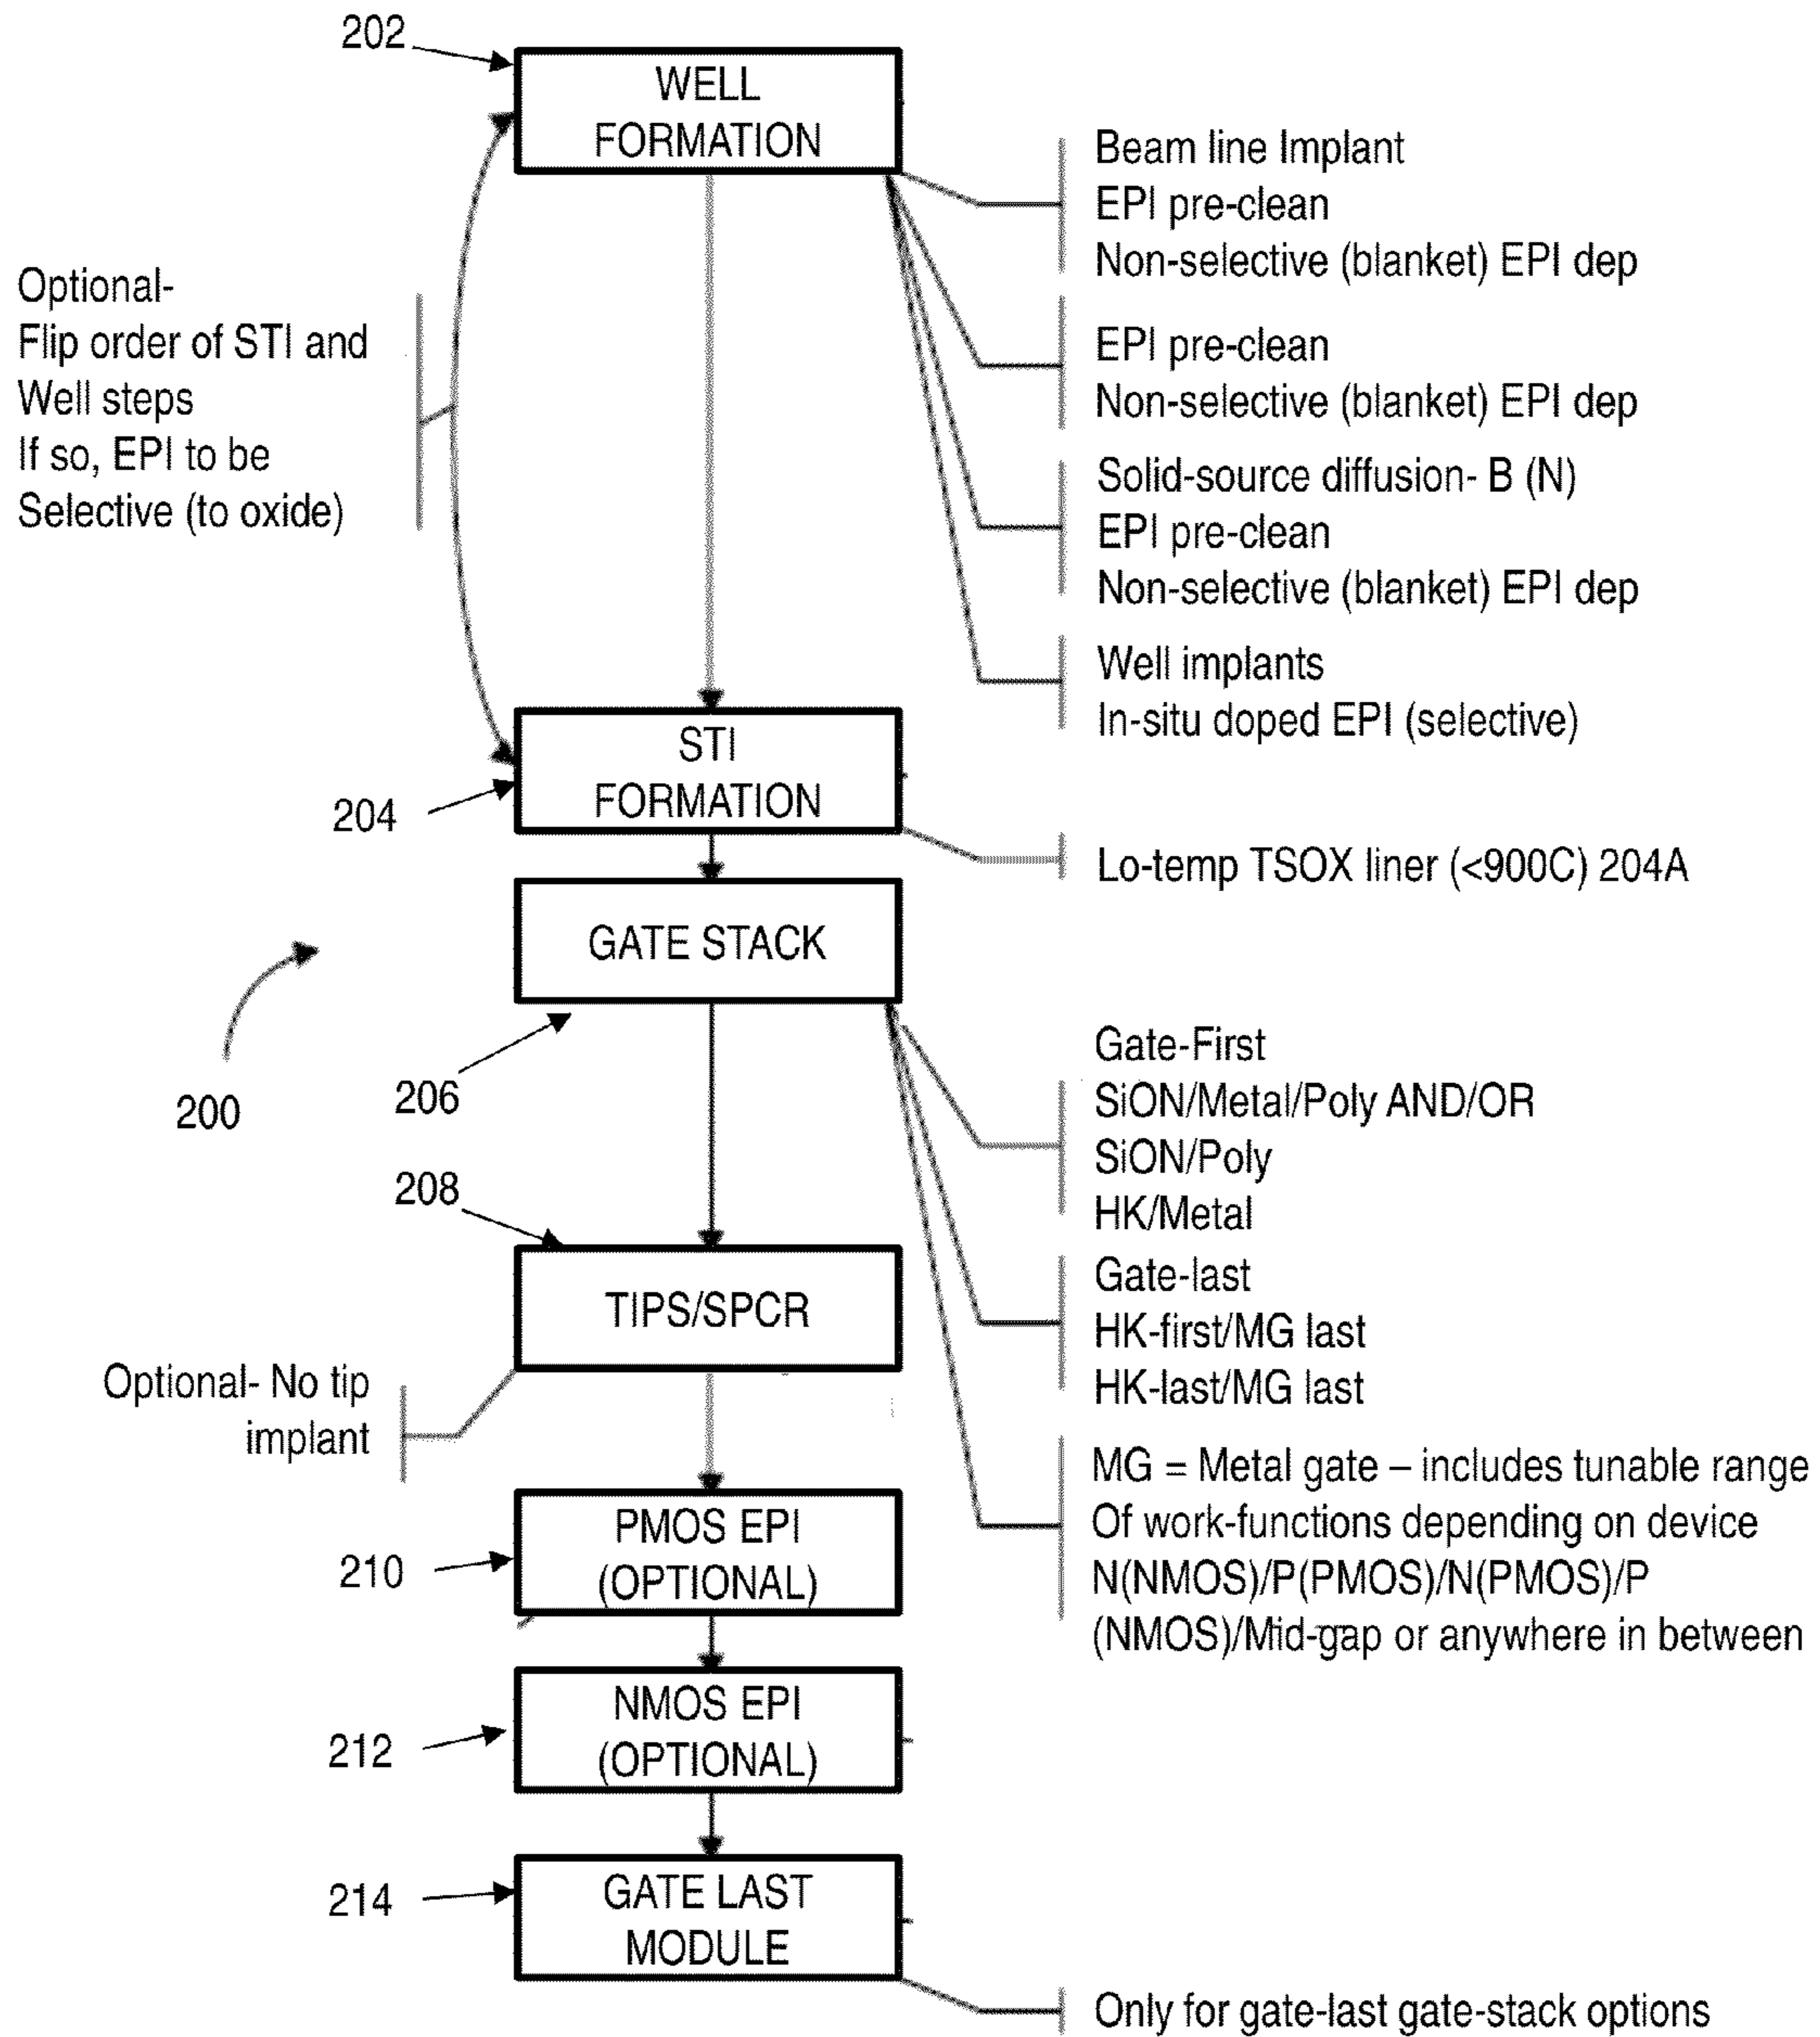 202
WELL
FORMATION
Beam line Implant
EPI pre-clean
Non-selective (blanket) EPI dep
Optional-
Flip order of STI and
Well steps
If so, EPI to be
Selective (to oxide)
EPI pre-clean
Non-selective (blanket) EPI dep
Solid-source diffusion- B (N)
EPI pre-clean
Non-selective (blanket) EPI dep
Well implants
In-situ doped EPI (selective)
STI
FORMATION
204
Lo-temp TSOX liner (<900C) 204A
GATE STACK
200
206
Gate-First
SiON/Metal/Poly AND/OR
SiON/Poly
HK/Metal
208
TIPS/SPCR
Gate-last
HK-first/MG last
HK-last/MG last
Optional- No tip
implant
MG = Metal gate – includes tunable range
Of work-functions depending on device
N(NMOS)/P(PMOS)/N(PMOS)/P
(NMOS)/Mid-gap or anywhere in between
PMOS EPI
(OPTIONAL)
210
NMOS EPI
(OPTIONAL)
212
GATE LAST
MODULE
214
Only for gate-last gate-stack options